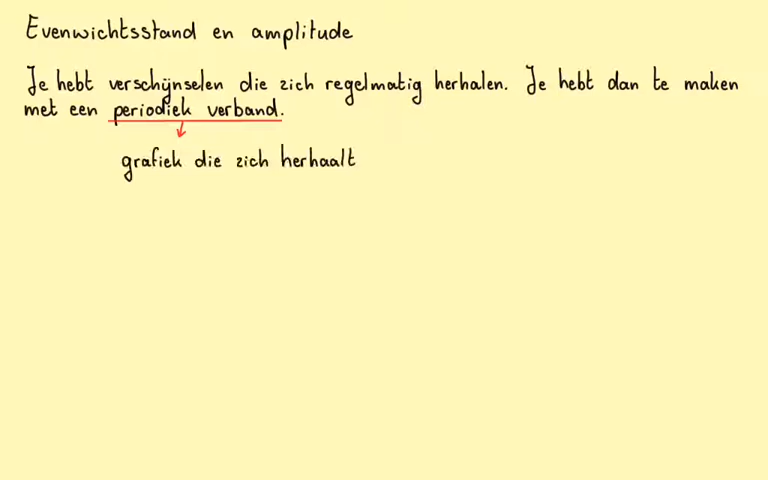 Evenwichtsstand en amplitude
Je hebt verschijnselen die zich regelmatig herhalen. Je hebt dan te maken
met een periodiek verband.
grafiek die zich herhaalt